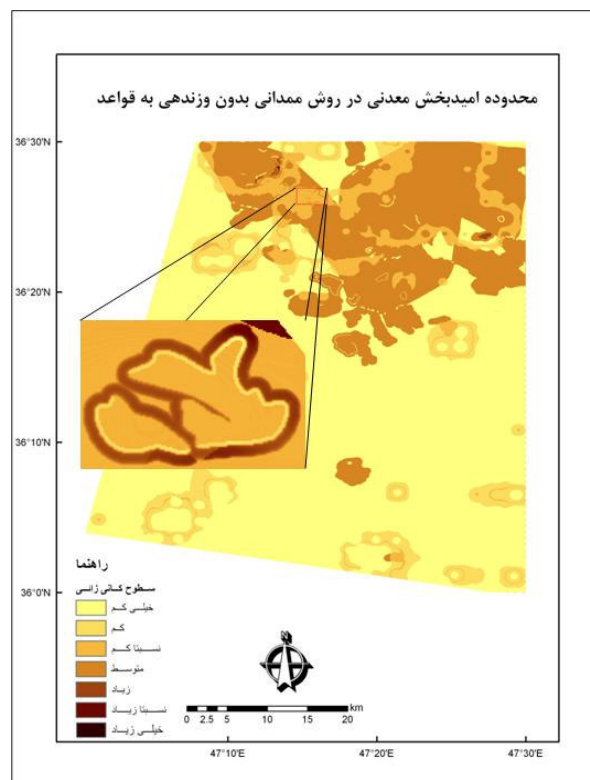 محدوده امیدبخش معدنی در روش ممدانی بدون وزندهی به قواعد
36°30'N
36°20'N
36°10'N
36°0'N
راهنما
سطوح کانی زائی
خیلی کم
کم
نسبتا کم
متوسط
زیاد
نسبتا زیاد
خیلی زیاد
N
0 2.5 5 10 15 20
km
47°10'E 47°20'E 47°30'E